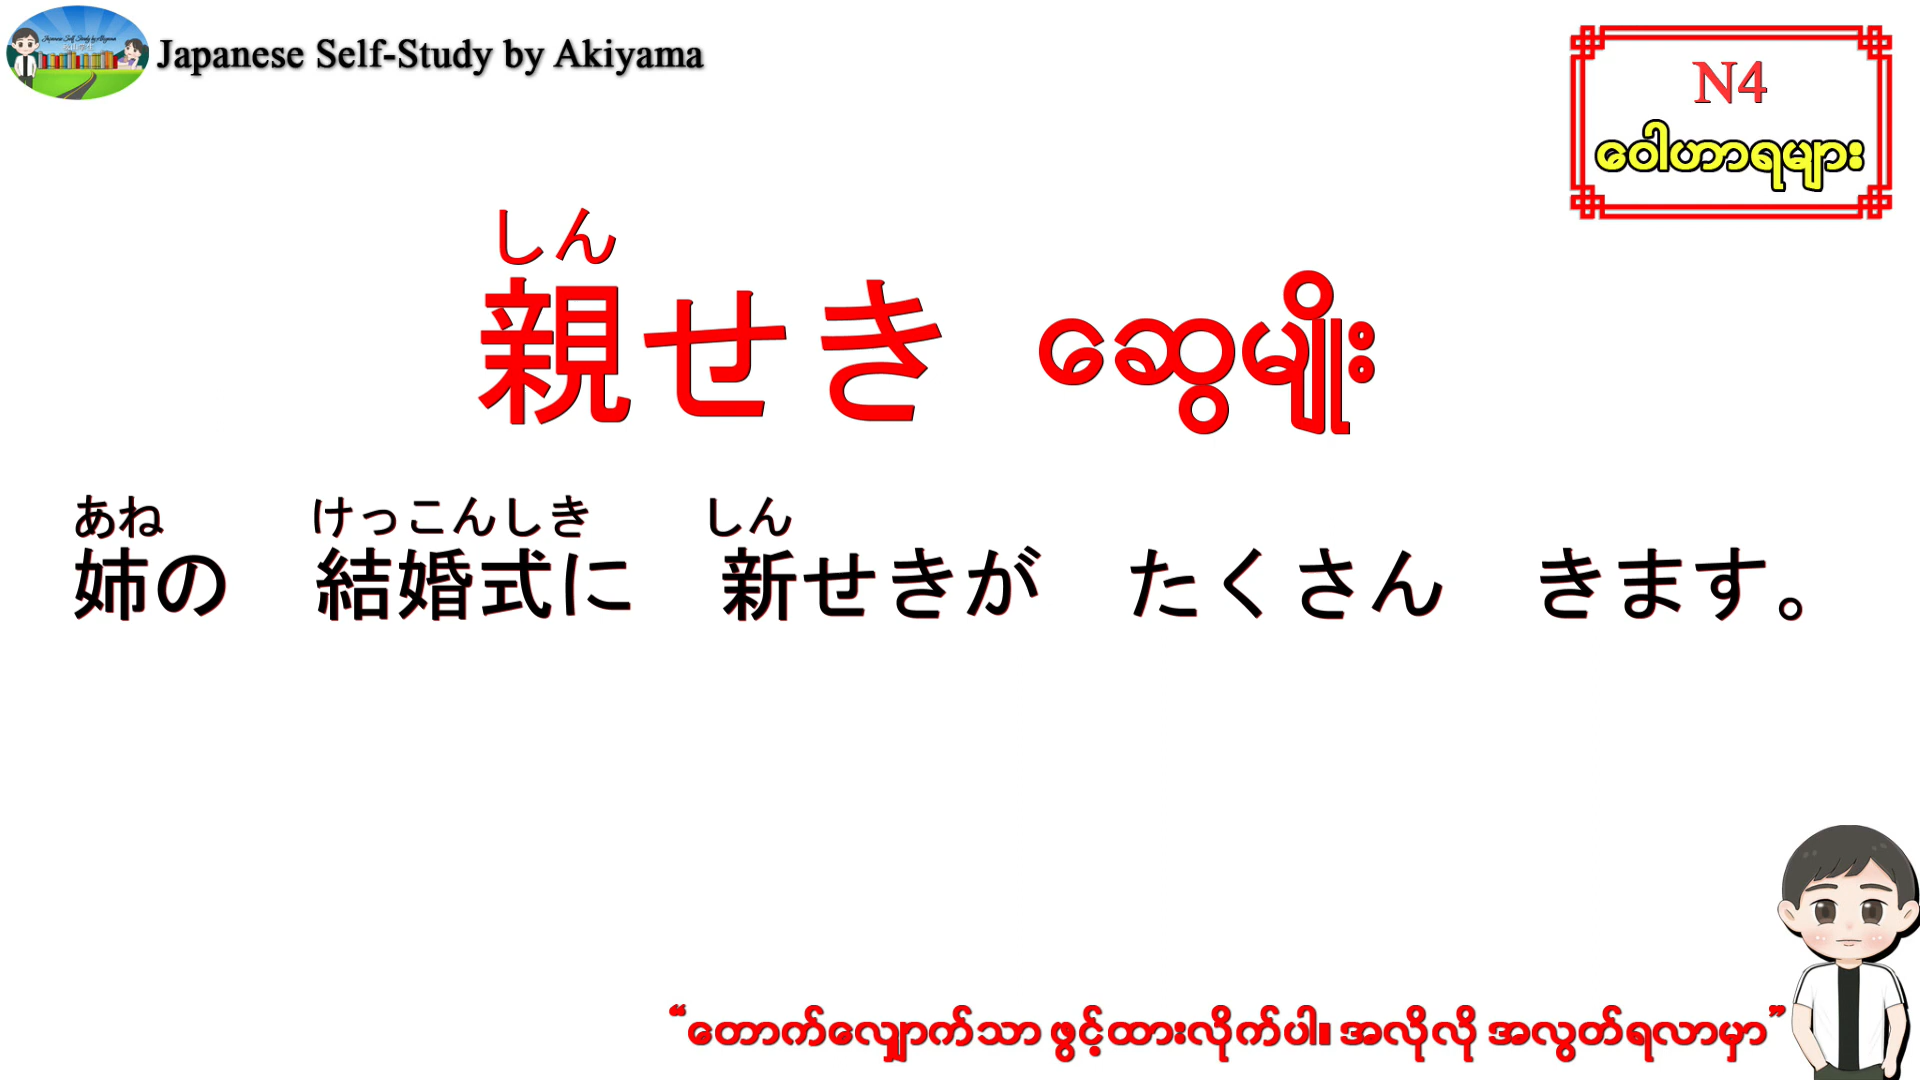 Japanese Self-Study by Akiyama
N4
ဝေါဟာရများ
しん
親せき ဆွေမျိုး
あね けっこんしき しん
姉の 結婚式に 新せきが たくさん きます。
“တောက်လျှောက်သာ ဖွင့်ထားလိုက်ပါ။ အလိုလို အလွတ်ရလာမှာ”